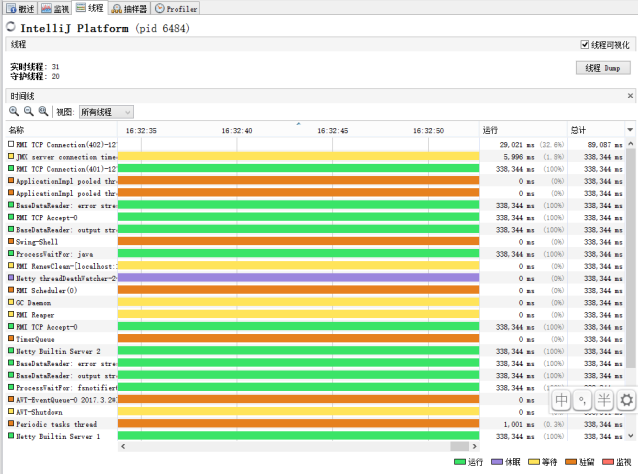 概述 监视 线程 抽样器 Profiler
IntelliJ Platform (pid 6484)
线程 线程可视化
实时线程: 31
守护线程: 20
线程 Dump
时间线
视图: 所有线程
名称 16:32:35 16:32:40 16:32:45 16:32:50 运行 总计
RMI TCP Connection(402)-127 29,021 ms (32.6%) 89,087 ms
JMX server connection time 5,996 ms (1.8%) 338,344 ms
RMI TCP Connection(401)-127 338,344 ms (100%) 338,344 ms
ApplicationImpl pooled thr 0 ms (0%) 338,344 ms
ApplicationImpl pooled thr 0 ms (0%) 338,344 ms
BaseDataReader: error stre 338,344 ms (100%) 338,344 ms
RMI TCP Accept-0 338,344 ms (100%) 338,344 ms
BaseDataReader: output str 338,344 ms (100%) 338,344 ms
Swing-Shell 0 ms (0%) 338,344 ms
ProcessWaitFor: java 338,344 ms (100%) 338,344 ms
RMI RenewClean-[localhost: 0 ms (0%) 338,344 ms
Netty threadDeathWatcher-2 0 ms (0%) 338,344 ms
RMI Scheduler(0) 0 ms (0%) 338,344 ms
GC Daemon 0 ms (0%) 338,344 ms
RMI Reaper 0 ms (0%) 338,344 ms
RMI TCP Accept-0 338,344 ms (100%) 338,344 ms
TimerQueue 0 ms (0%) 338,344 ms
Netty Builtin Server 2 338,344 ms (100%) 338,344 ms
BaseDataReader: error stre 338,344 ms (100%) 338,344 ms
BaseDataReader: output str 338,344 ms (100%) 338,344 ms
ProcessWaitFor: fsnotifier 338,344 ms (100%) 338,344 ms
AWT-EventQueue-0 2017.3.2# 0 ms (0%)
AWT-Shutdown 0 ms (0%)
Periodic tasks thread 1,001 ms (0.3%) 338,344 ms
Netty Builtin Server 1 338,344 ms (100%) 338,344 ms
中 °, 半
运行 休眠 等待 驻留 监视